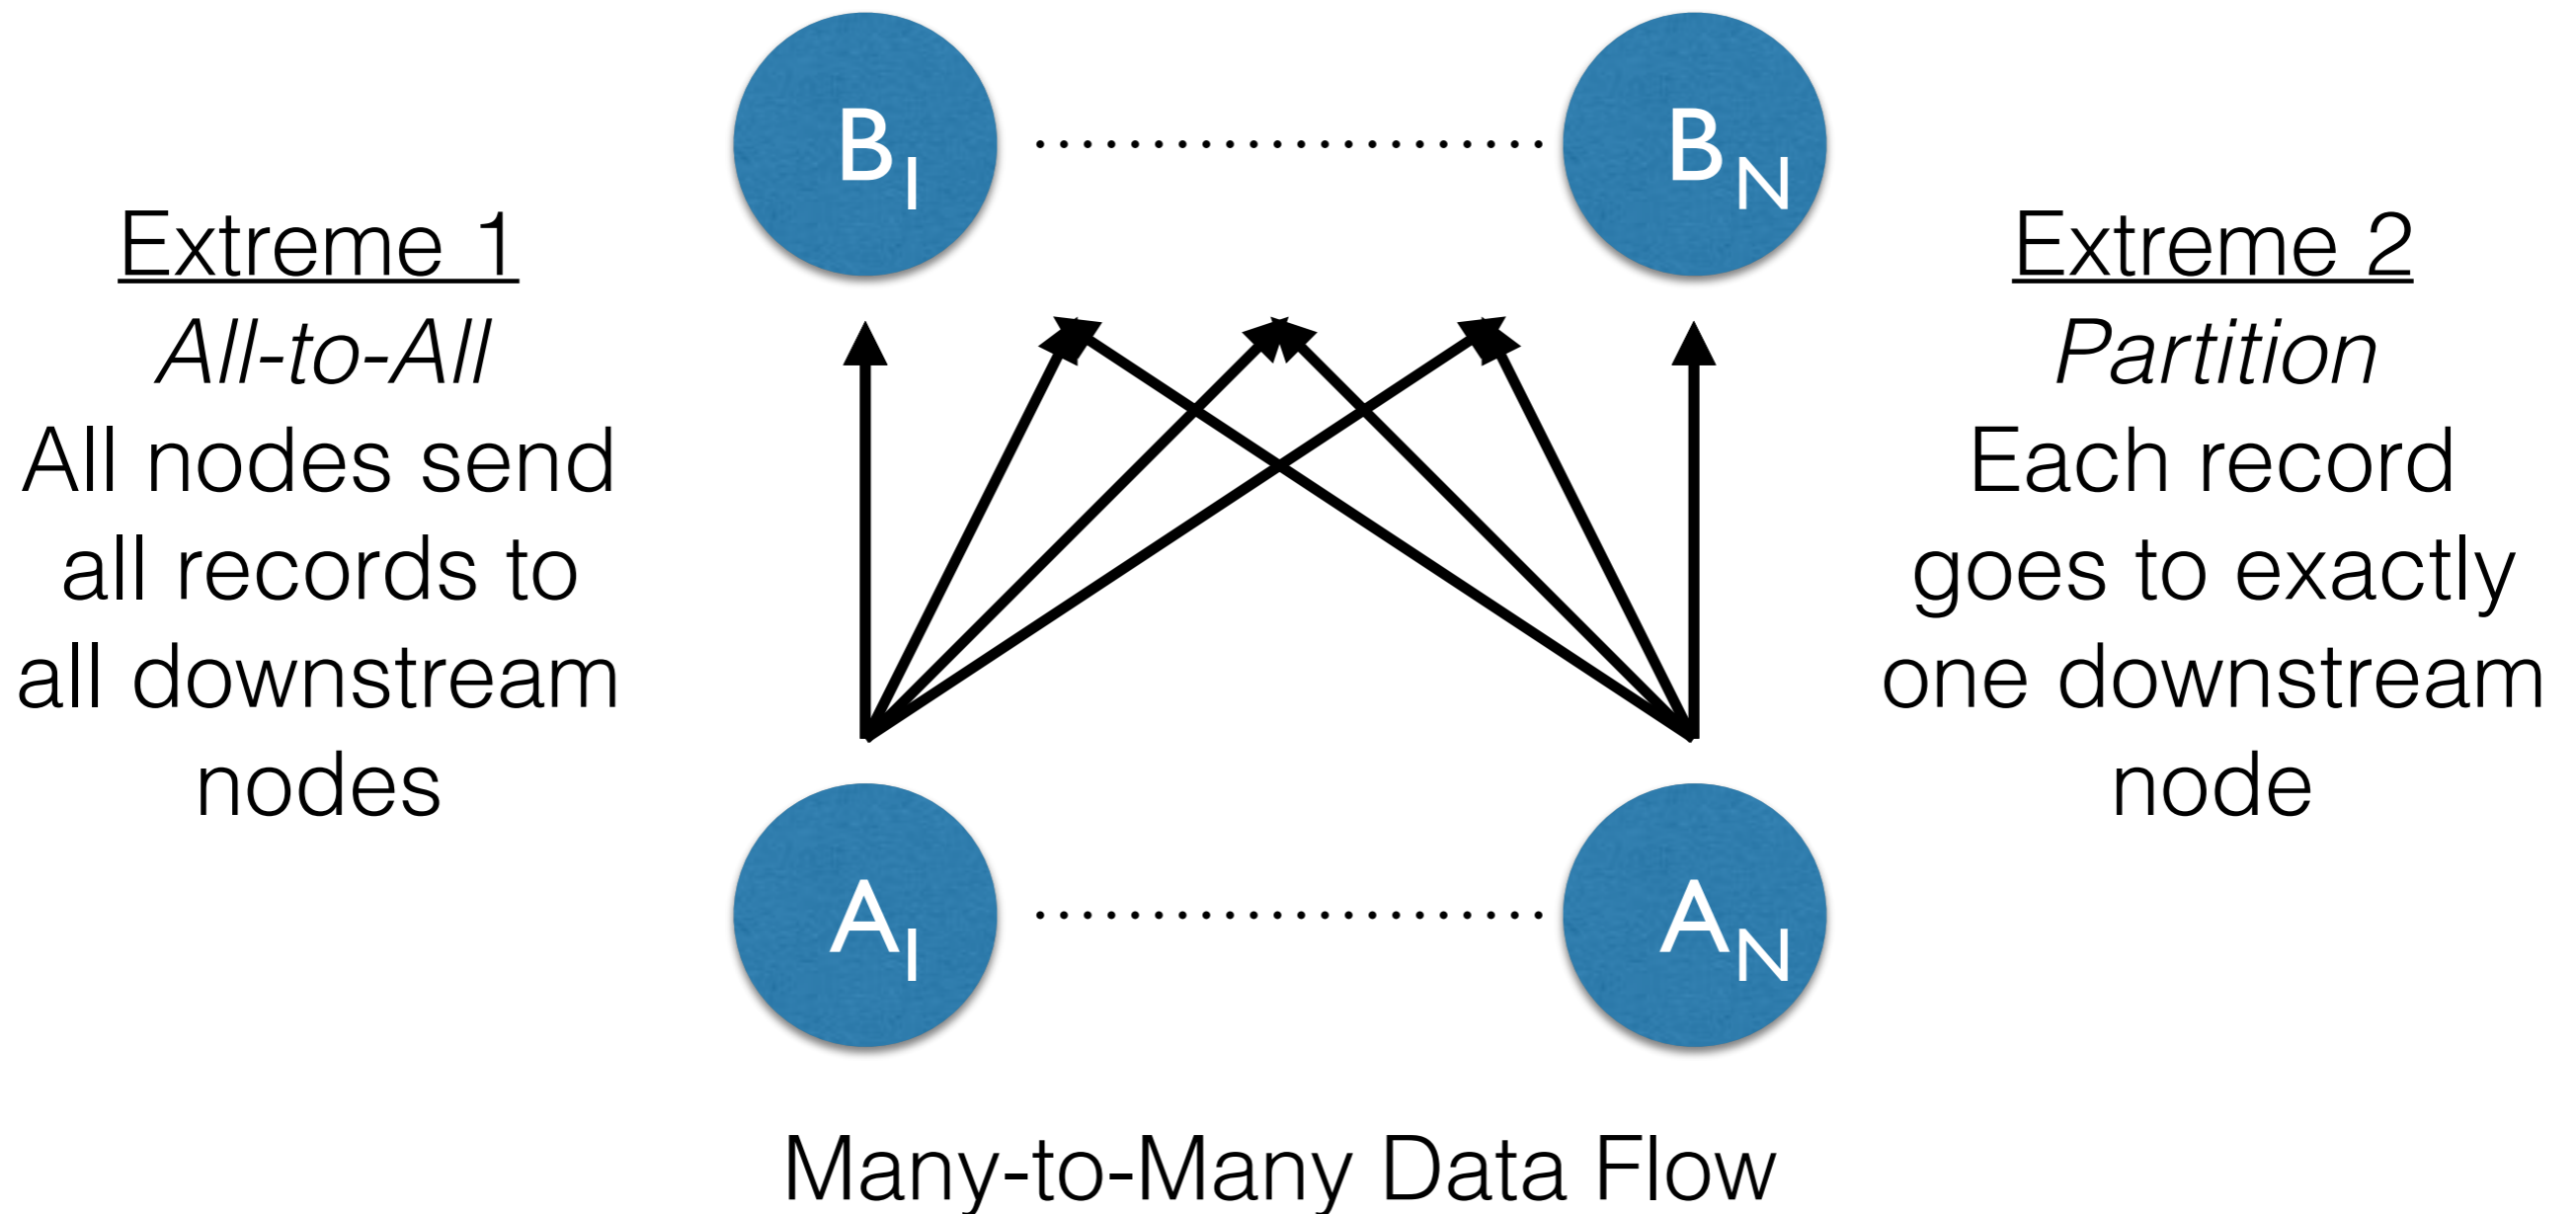 Extreme 1
All-to-All
All nodes send
all records to
all downstream
nodes
B1
BN
A1
AN
Extreme 2
Partition
Each record
goes to exactly
one downstream
node
Many-to-Many Data Flow